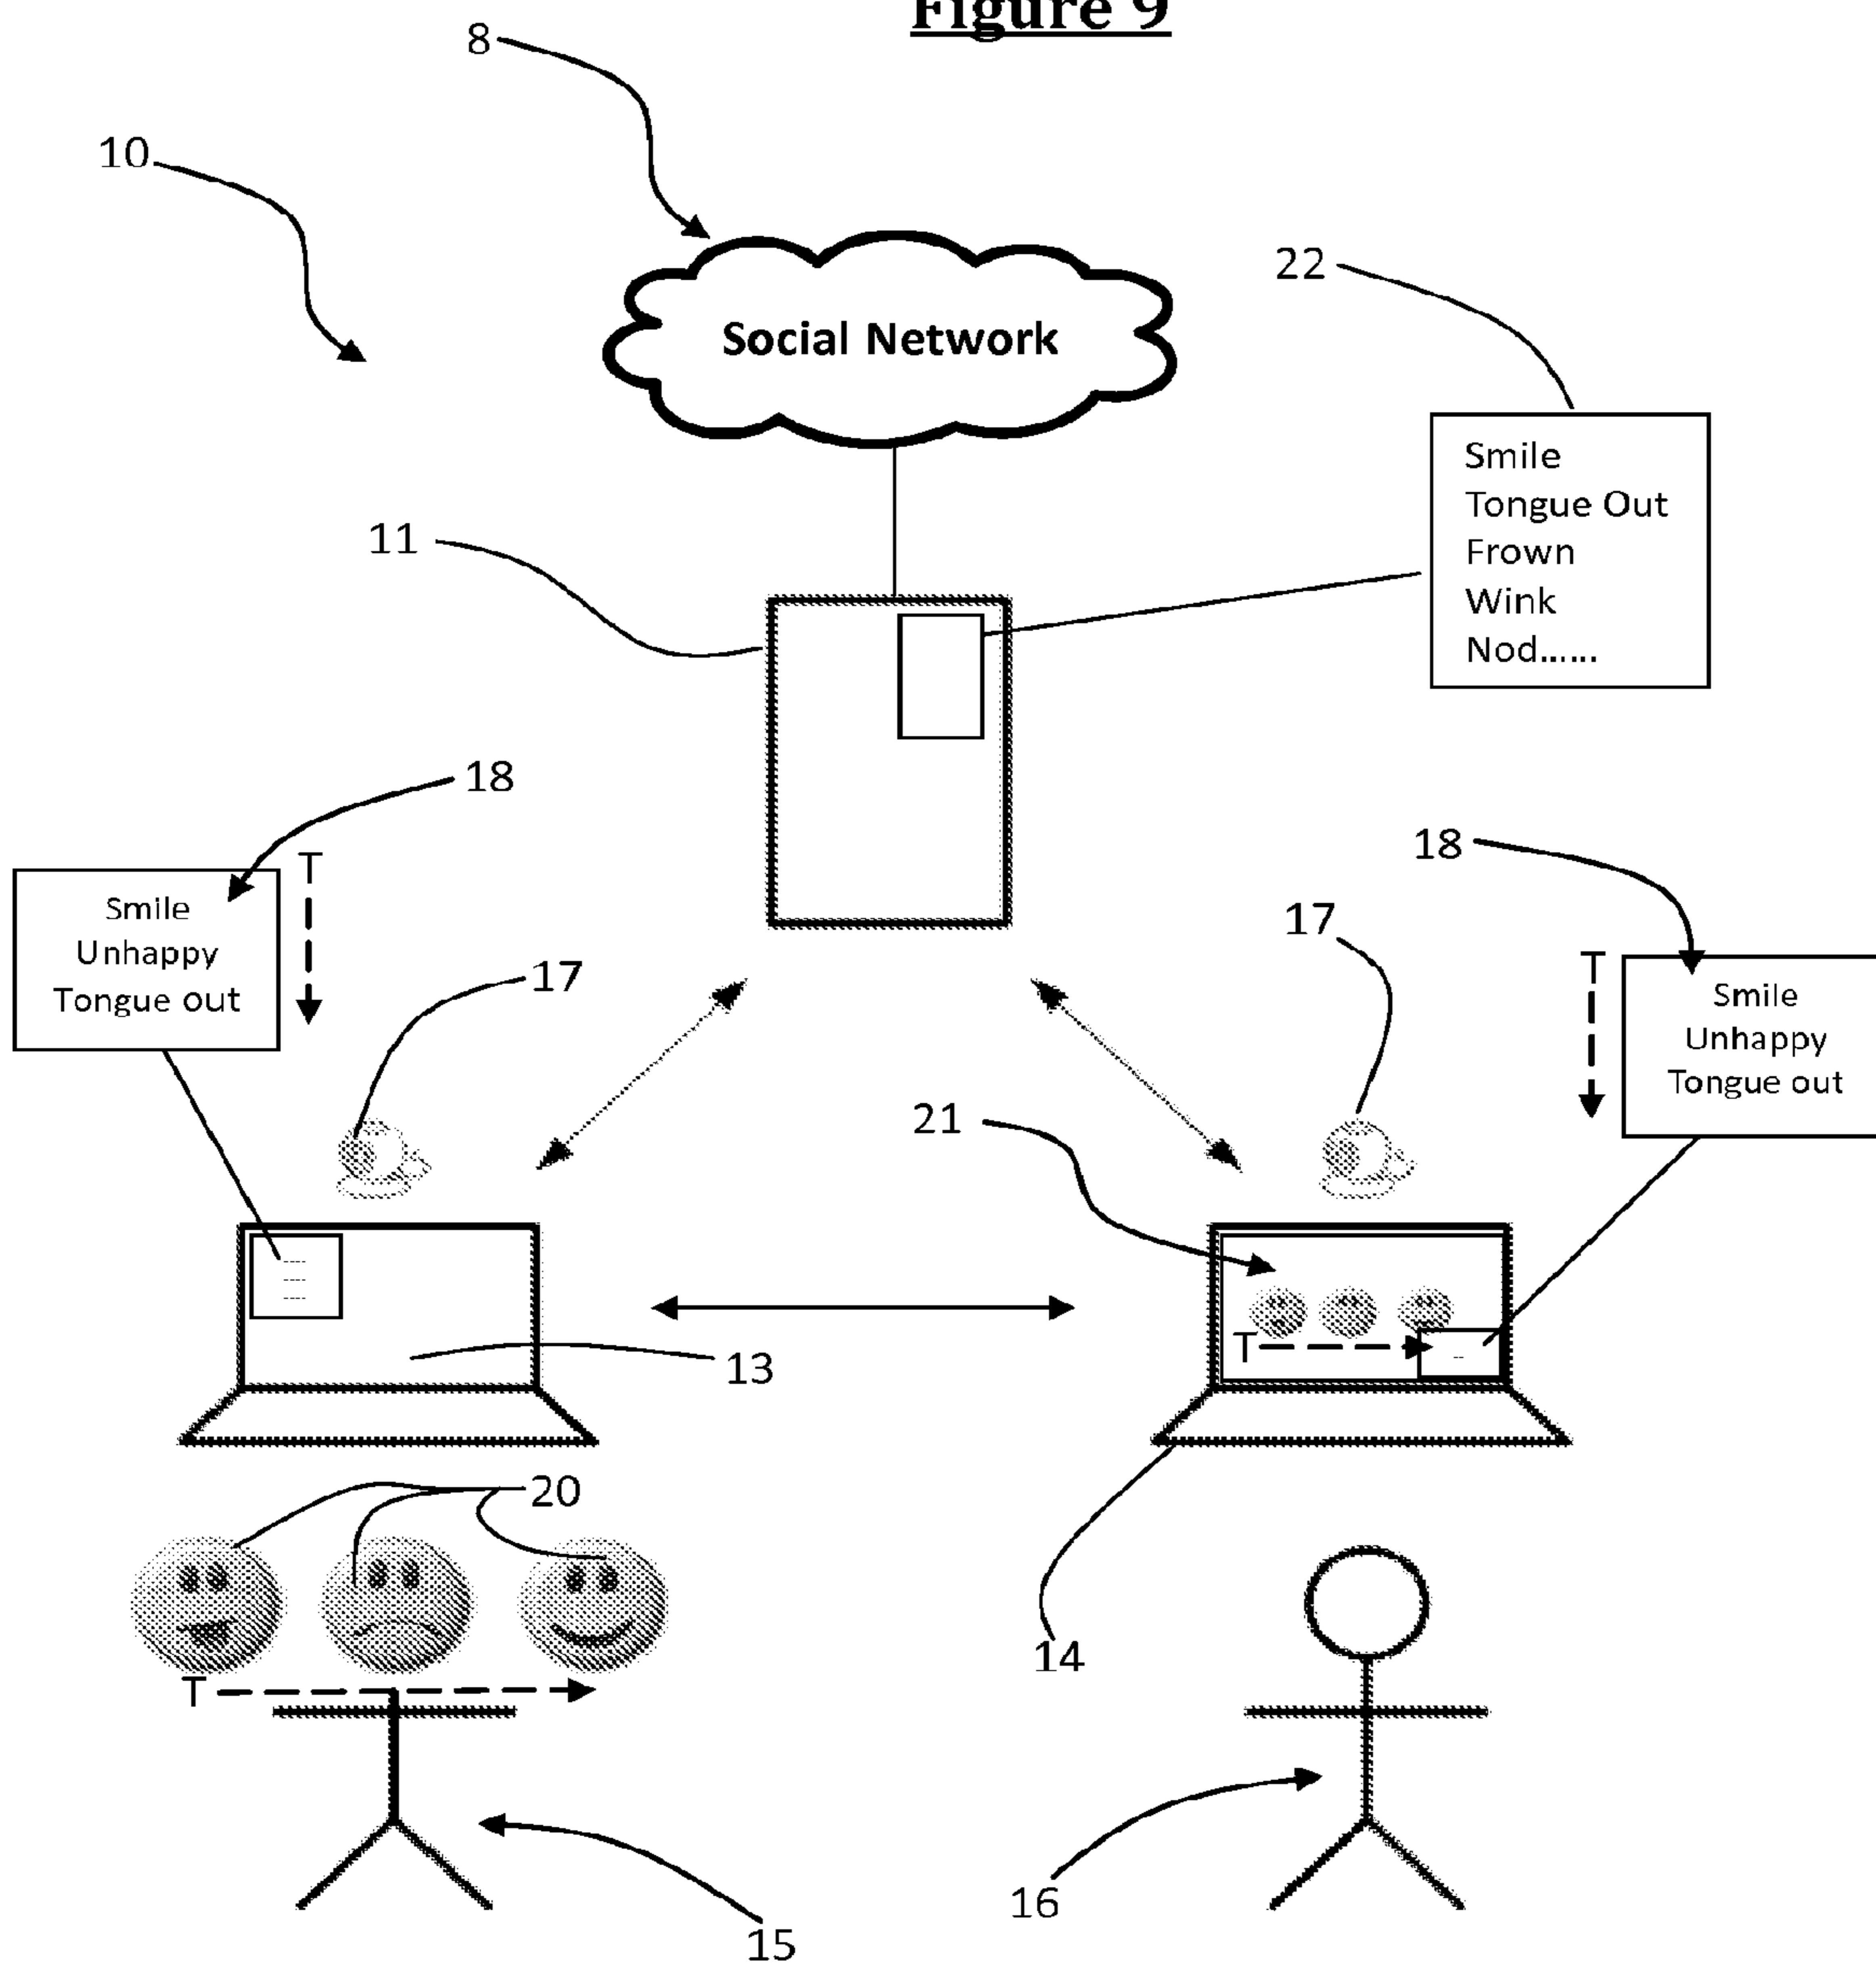 Figure 9
8
10
Social Network
22
Smile
Tongue Out
Frown
Wink
Nod......
11
18
T
Smile
Unhappy
Tongue out
18
17
T
Smile
Unhappy
Tongue out
17
21
T
13
20
T
14
16
15